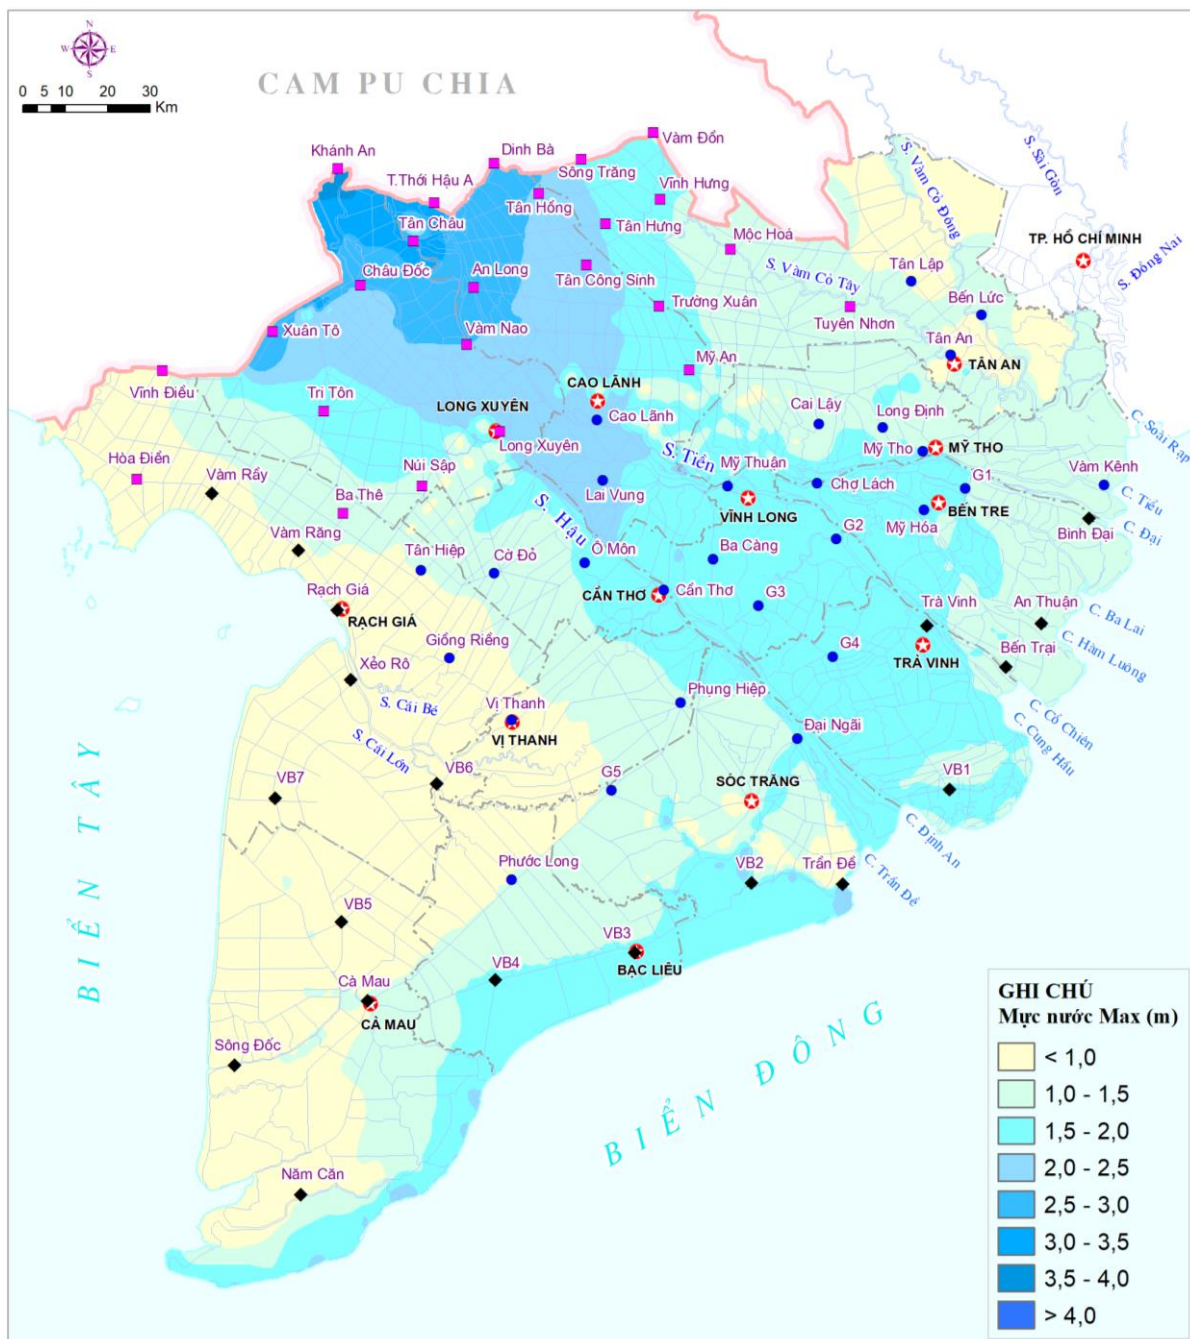 N
W
E
S
0 5 10 20 30
Km
CAM PU CHIA
Vàm Đồn
Dinh Bà
Khánh An
Sông Trăng
T.Thới Hậu A
Tân Hồng
Vĩnh Hưng
S. Sài Gòn
S. Vàm Cỏ Đông
Tân Châu
Tân Hưng
Mộc Hoá
TP. HỒ CHÍ MINH
Châu Đốc
An Long
Tân Công Sính
S. Vàm Cỏ Tây
Tân Lập
S. Đồng Nai
Trường Xuân
Bến Lức
Tuyên Nhơn
Xuân Tô
Vàm Nao
Tân An
TÂN AN
Mỹ An
Vĩnh Điều
Tri Tôn
CAO LÃNH
LONG XUYÊN
Cao Lãnh
Cai Lậy
Long Định
C. Soài Rạp
Long Xuyên
S. Tiền
Mỹ Tho
MỸ THO
Hòa Điền
Vàm Rầy
Núi Sập
Mỹ Thuận
Vàm Kênh
Ba Thê
Lai Vung
Chợ Lách
G1
C. Tiểu
VĨNH LONG
BẾN TRE
Mỹ Hóa
C. Đại
Bình Đại
S. Hậu
G2
Vàm Răng
Tân Hiệp
Cờ Đỏ
Ô Môn
Ba Càng
Rạch Giá
CẦN THƠ
Cần Thơ
G3
Trà Vinh
An Thuận
C. Ba Lai
RẠCH GIÁ
Giồng Riềng
G4
TRÀ VINH
Bến Trại
C. Hàm Luông
Xẻo Rô
S. Cái Bé
Phụng Hiệp
Vị Thanh
C. Cổ Chiên
VỊ THANH
Đại Ngãi
C. Cung Hầu
S. Cái Lớn
VB7
VB6
G5
SÓC TRĂNG
VB1
BIỂN TÂY
C. Định An
Phước Long
VB2
Trần Đề
C. Trần Đề
VB5
VB3
VB4
BẠC LIÊU
Cà Mau
CÀ MAU
Sông Đốc
BIỂN ĐÔNG
Năm Căn
GHI CHÚ
Mực nước Max (m)
< 1,0
1,0 - 1,5
1,5 - 2,0
2,0 - 2,5
2,5 - 3,0
3,0 - 3,5
3,5 - 4,0
> 4,0